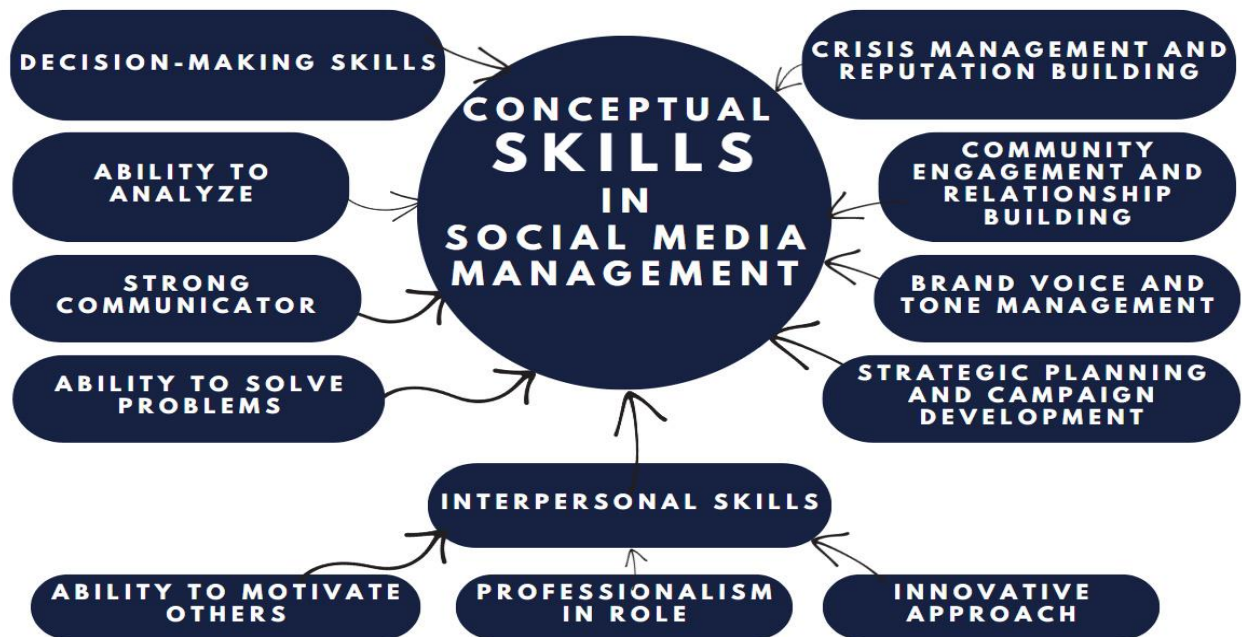 DECISION-MAKING SKILLS
ABILITY TO
ANALYZE
STRONG
COMMUNICATOR
ABILITY TO SOLVE
PROBLEMS
CONCEPTUAL
SKILLS
IN
SOCIAL MEDIA
MANAGEMENT
CRISIS MANAGEMENT AND
REPUTATION BUILDING
COMMUNITY
ENGAGEMENT AND
RELATIONSHIP
BUILDING
BRAND VOICE AND
TONE MANAGEMENT
STRATEGIC PLANNING
AND CAMPAIGN
DEVELOPMENT
INTERPERSONAL SKILLS
ABILITY TO MOTIVATE
OTHERS
PROFESSIONALISM
IN ROLE
INNOVATIVE
APPROACH